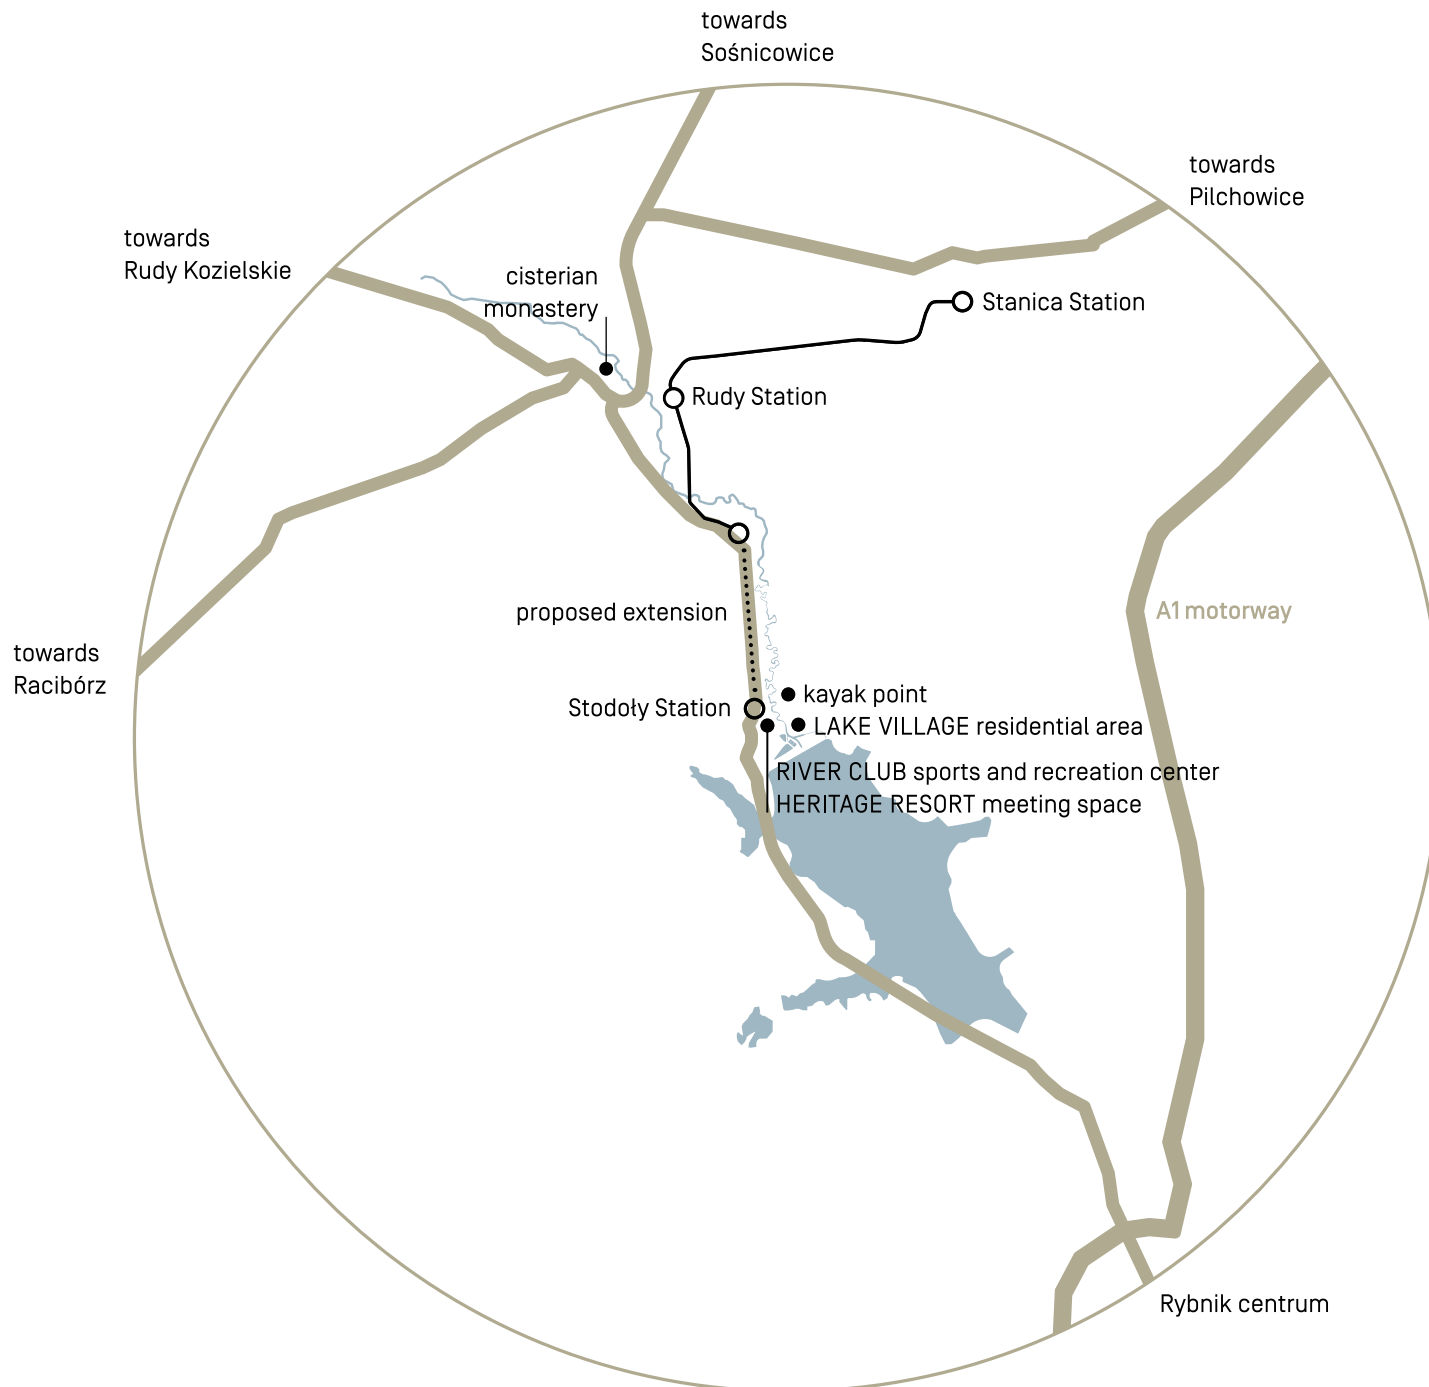 towards
Sośnicowice
towards
Pilchowice
towards
Rudy Kozielskie
cisterian
monastery
Stanica Station
Rudy Station
A1 motorway
proposed extension
towards
Racibórz
kayak point
Stodoły Station
LAKE VILLAGE residential area
RIVER CLUB sports and recreation center
HERITAGE RESORT meeting space
Rybnik centrum